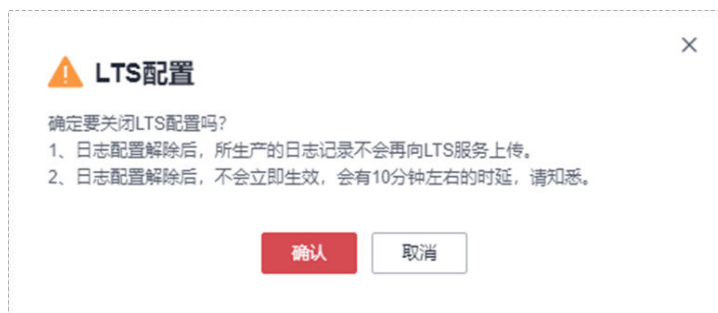 LTS配置
确定要关闭LTS配置吗?
1、日志配置解除后，所生产的日志记录不会再向LTS服务上传。
2、日志配置解除后，不会立即生效，会有10分钟左右的时延，请知悉。
确认 取消